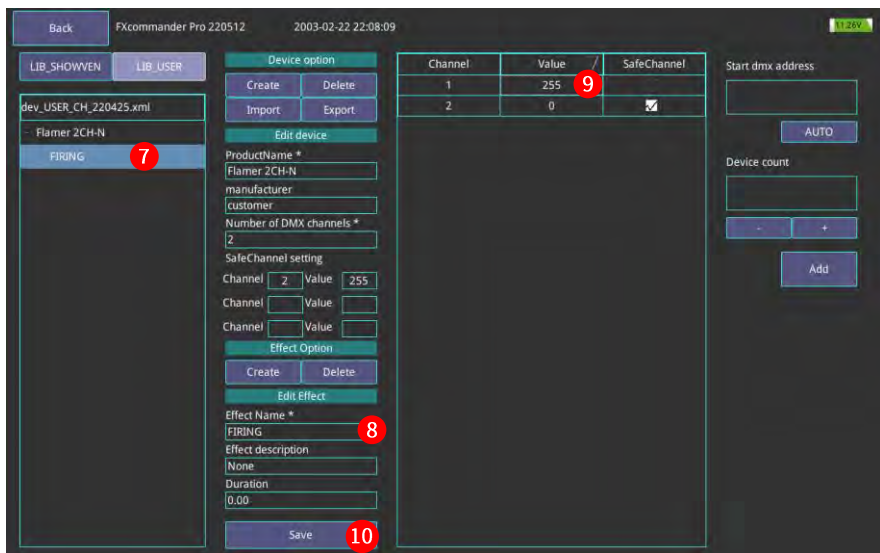 Back FXcommander Pro 220512 2003-02-22 22:08:09 11.26V
LIB_SHOWVEN LIB_USER
dev_USER_CH_220425.xml
Flamer 2CH-N
FIRING 7
Device option
Create Delete
Import Export
Edit device
ProductName *
Flamer 2CH-N
manufacturer
customer
Number of DMX channels *
2
SafeChannel setting
Channel 2 Value 255
Channel Value
Channel Value
Effect Option
Create Delete
Edit Effect
Effect Name *
FIRING 8
Effect description
None
Duration
0.00
Save 10
Channel Value SafeChannel
1 255 9
2 0
Start dmx address
AUTO
Device count
- +
Add